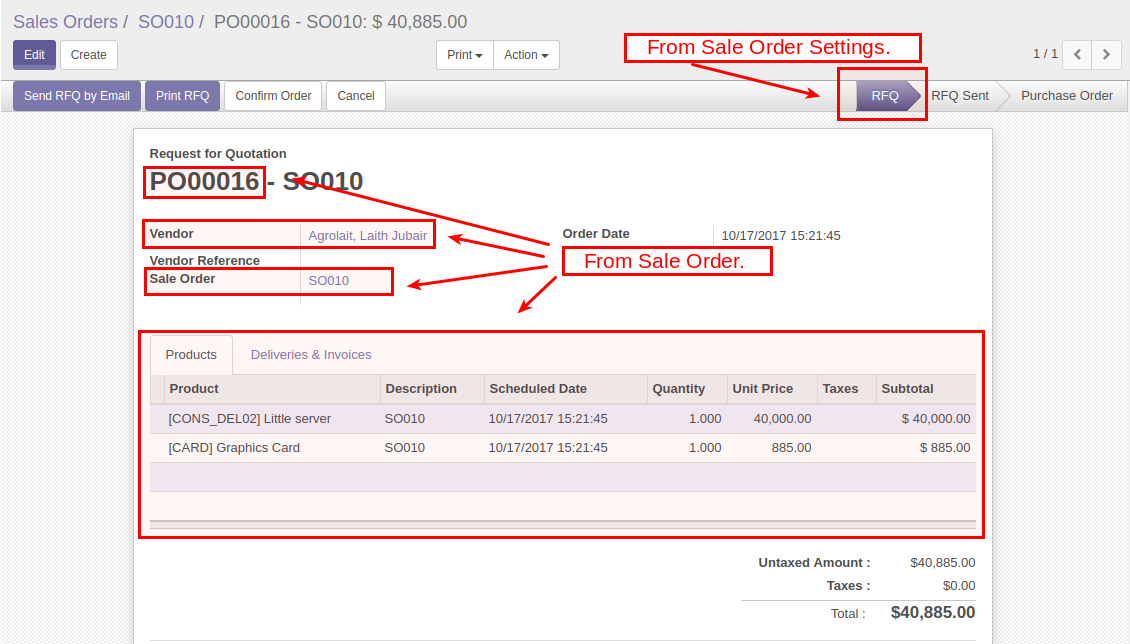 Sales Orders / SO010 / PO00016 - SO010: $ 40,885.00
Edit Create Print Action From Sale Order Settings. 1 / 1
Send RFQ by Email Print RFQ Confirm Order Cancel RFQ RFQ Sent Purchase Order
Request for Quotation
PO00016 - SO010
Vendor Agrolait, Laith Jubair Order Date 10/17/2017 15:21:45
Vendor Reference From Sale Order.
Sale Order SO010
Products Deliveries & Invoices
Product Description Scheduled Date Quantity Unit Price Taxes Subtotal
[CONS_DEL02] Little server SO010 10/17/2017 15:21:45 1.000 40,000.00 $ 40,000.00
[CARD] Graphics Card SO010 10/17/2017 15:21:45 1.000 885.00 $ 885.00
Untaxed Amount : $40,885.00
Taxes : $0.00
Total : $40,885.00